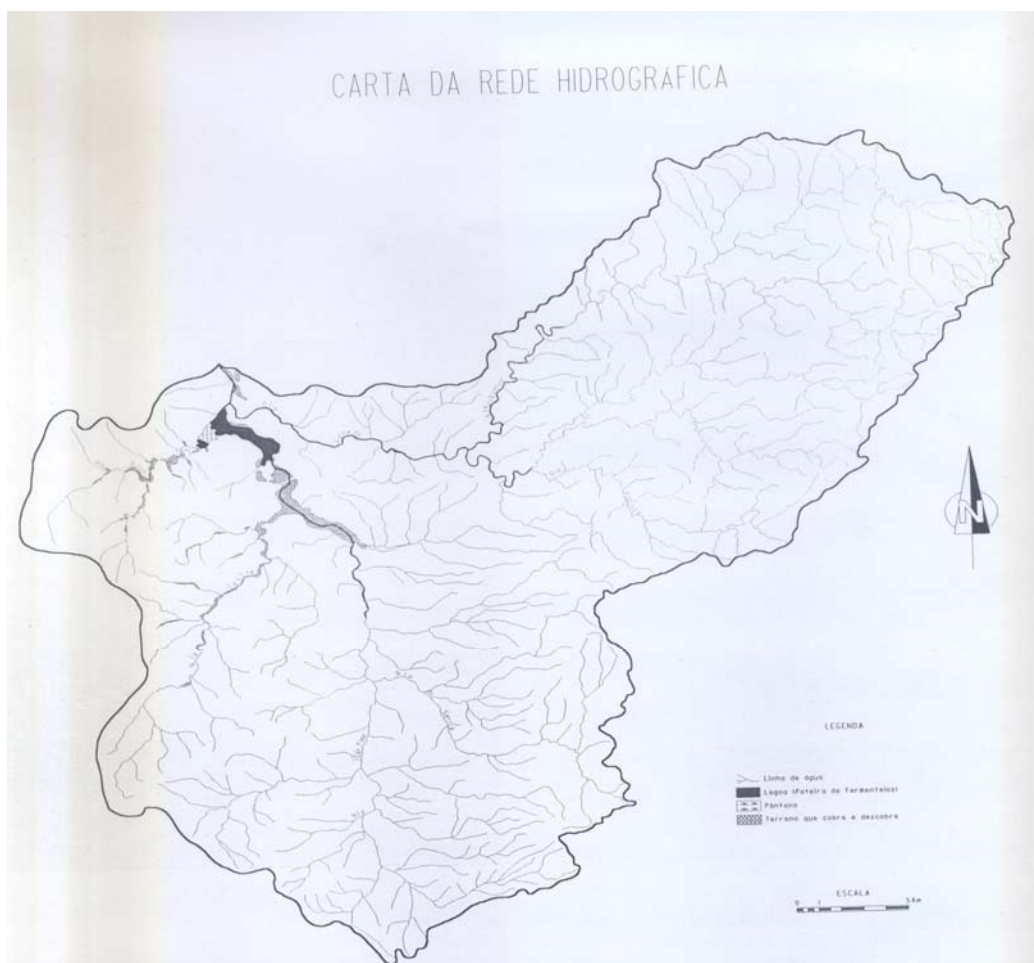 CARTA DA REDE HIDROGRÁFICA
N
LEGENDA
Linha de água
Lagoa (Pateira de Fermentelos)
Pântano
Terreno que cobre e descobre
ESCALA
0 1 5 Km